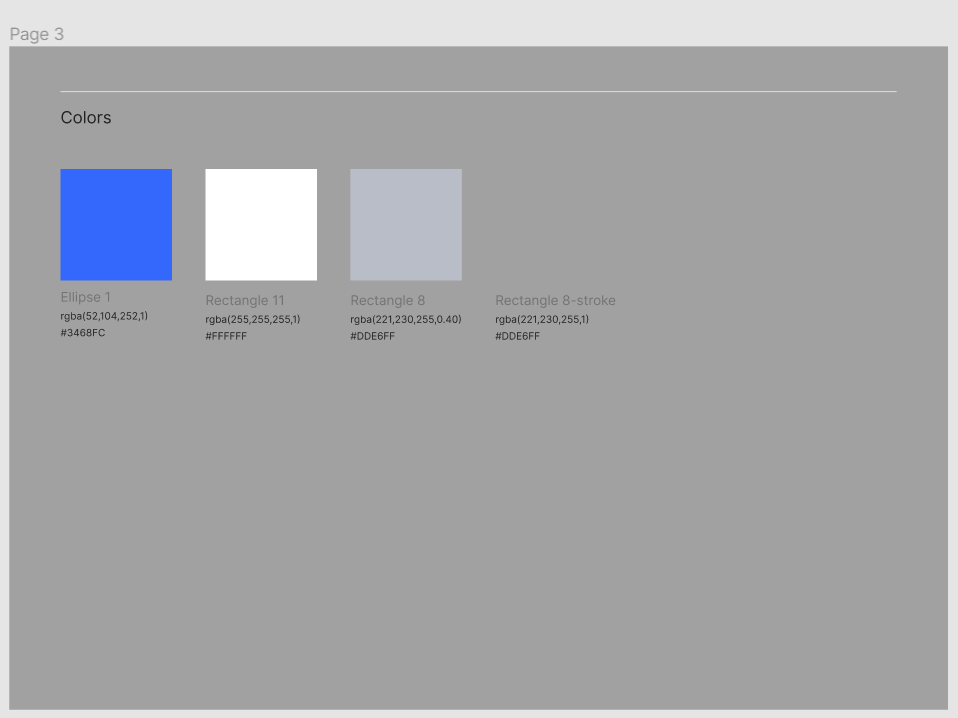 Page 3
Colors
Ellipse 1
rgba(52,104,252,1)
#3468FC
Rectangle 11
rgba(255,255,255,1)
#FFFFFF
Rectangle 8
rgba(221,230,255,0.40)
#DDE6FF
Rectangle 8-stroke
rgba(221,230,255,1)
#DDE6FF